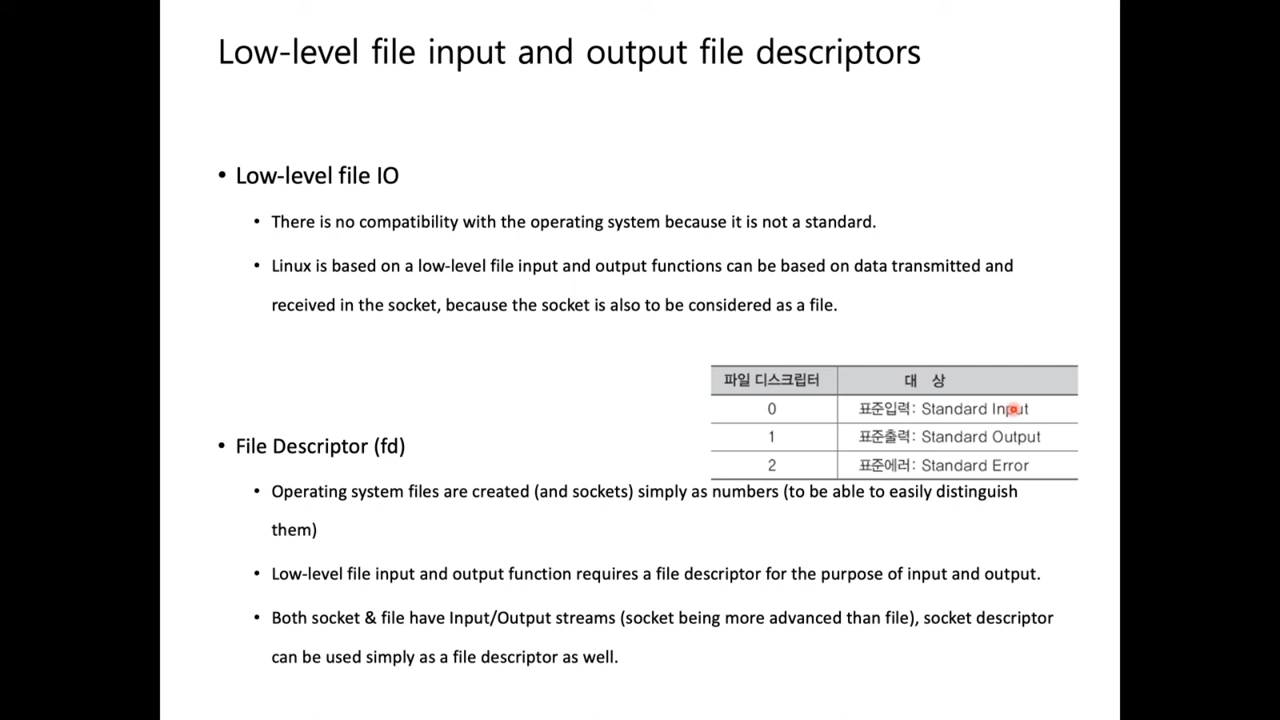 Low-level file input and output file descriptors
• Low-level file IO
• There is no compatibility with the operating system because it is not a standard.
• Linux is based on a low-level file input and output functions can be based on data transmitted and
received in the socket, because the socket is also to be considered as a file.
파일 디스크립터 대 상
0 표준입력: Standard Input
1 표준출력: Standard Output
2 표준에러: Standard Error
• File Descriptor (fd)
• Operating system files are created (and sockets) simply as numbers (to be able to easily distinguish
them)
• Low-level file input and output function requires a file descriptor for the purpose of input and output.
• Both socket & file have Input/Output streams (socket being more advanced than file), socket descriptor
can be used simply as a file descriptor as well.